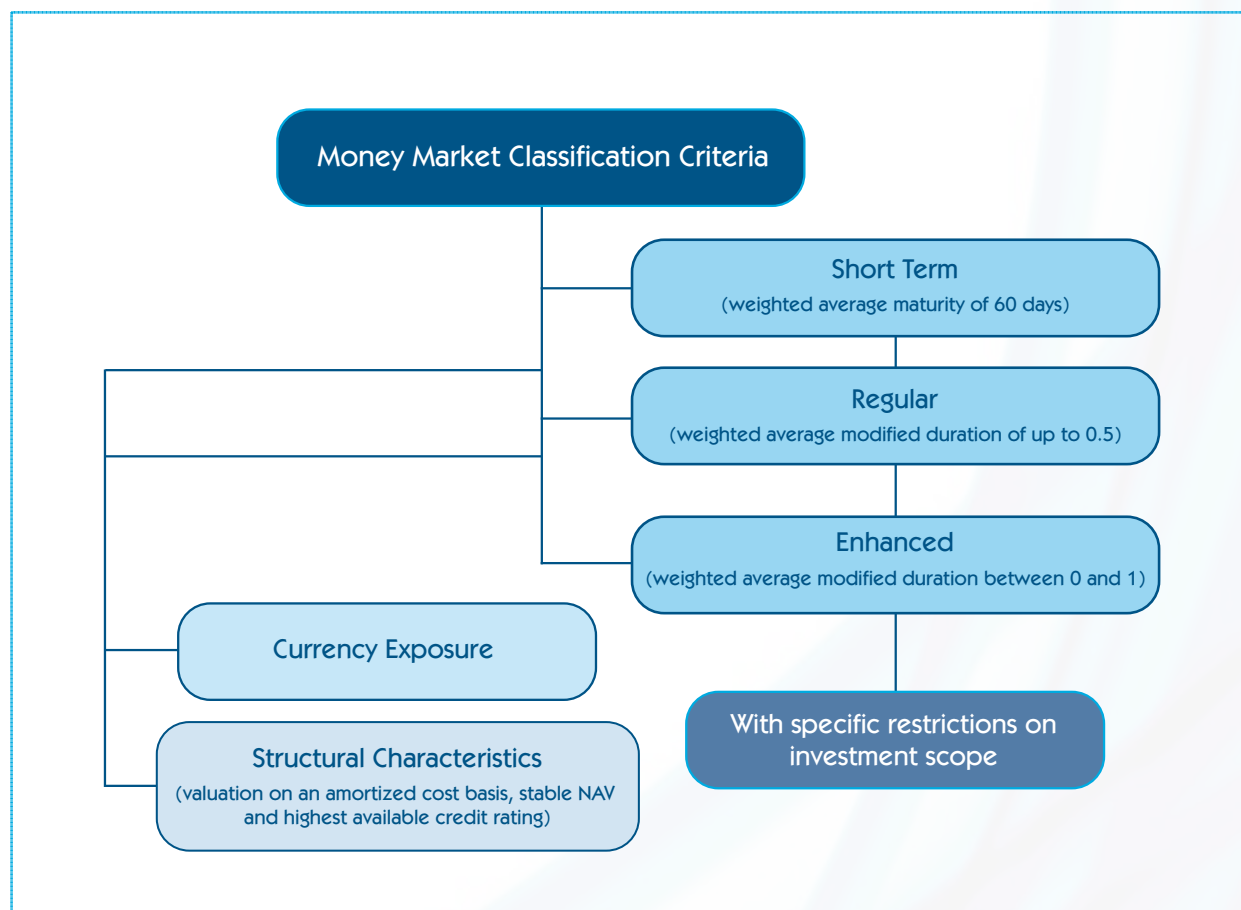 Money Market Classification Criteria
Short Term
(weighted average maturity of 60 days)
Regular
(weighted average modified duration of up to 0.5)
Enhanced
(weighted average modified duration between 0 and 1)
Currency Exposure
With specific restrictions on
investment scope
Structural Characteristics
(valuation on an amortized cost basis, stable NAV
and highest available credit rating)